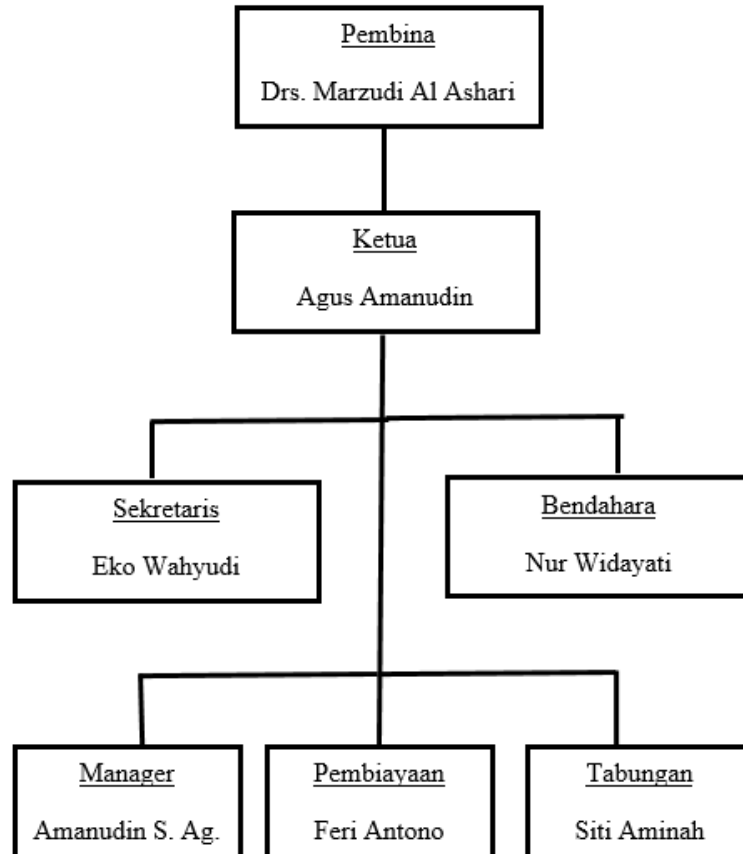 Pembina
Drs. Marzudi Al Ashari
Ketua
Agus Amanudin
Sekretaris
Eko Wahyudi
Bendahara
Nur Widayati
Manager
Amanudin S. Ag.
Pembiayaan
Feri Antono
Tabungan
Siti Aminah